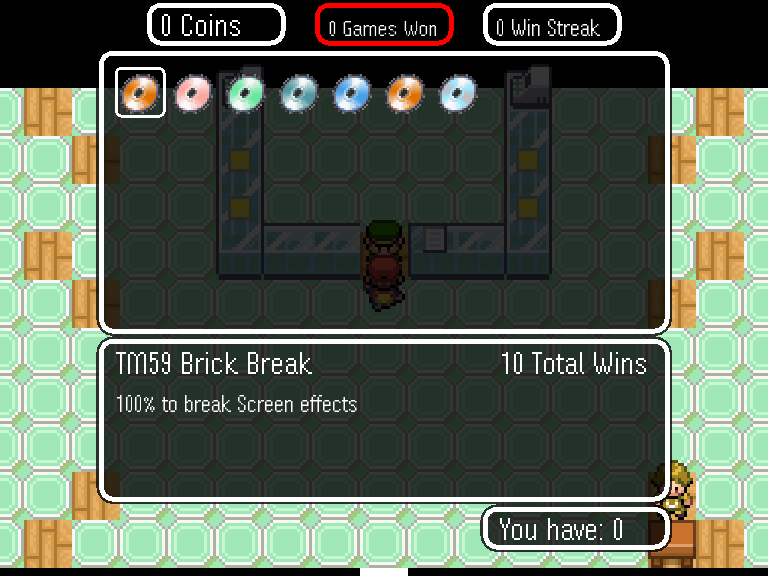 0 Coins
0 Games Won
0 Win Streak
TM59 Brick Break
10 Total Wins
100% to break Screen effects
You have: 0